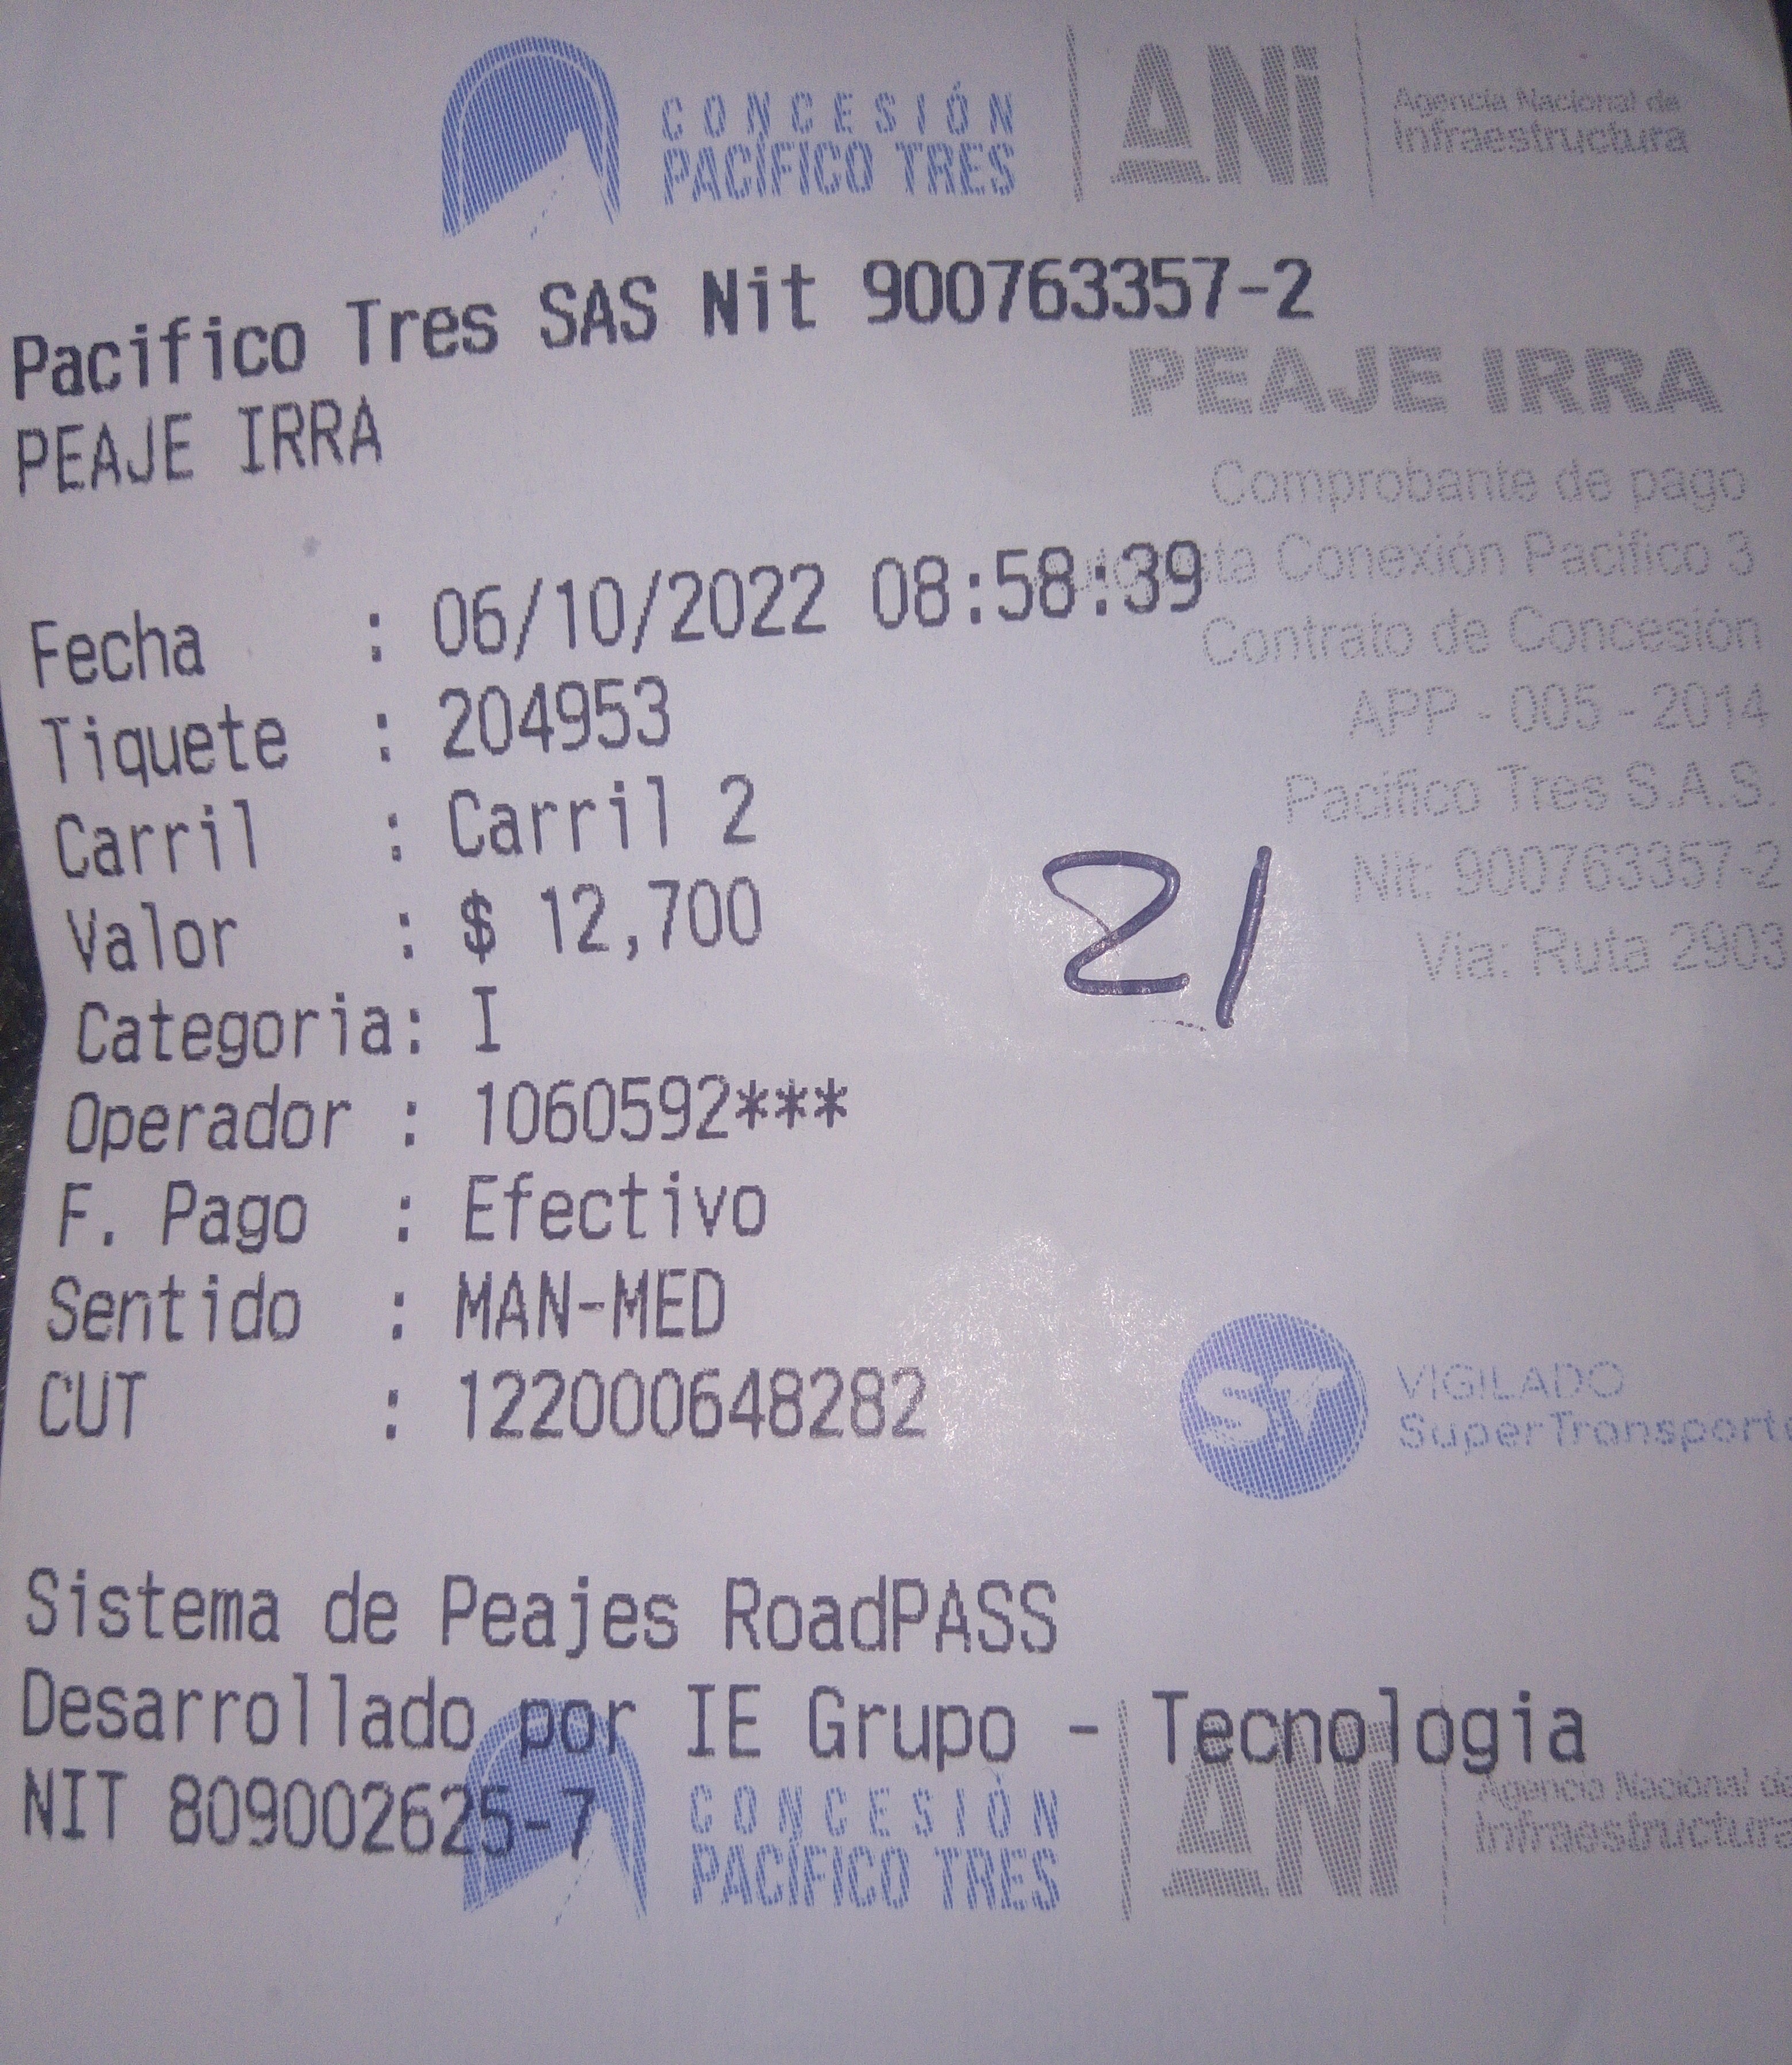 CONCESIÓN
PACÍFICO TRES
ANi
Agencia Nacional de
Infraestructura
Pacifico Tres SAS Nit 900763357-2
PEAJE IRRA
PEAJE IRRA
Comprobante de pago
ta Conexión Pacifico 3
Contrato de Concesión
APP - 005 - 2014
Pacifico Tres S.A.S.
Nit: 900763357-2
Via: Ruta 2903
Fecha : 06/10/2022 08:58:39
Tiquete : 204953
Carril : Carril 2
Valor : $ 12,700
21
Categoria: I
Operador : 1060592***
F. Pago : Efectivo
Sentido : MAN-MED
CUT : 122000648282
ST
VIGILADO
SuperTransporte
Sistema de Peajes RoadPASS
Desarrollado por IE Grupo - Tecnologia
NIT 809002625-7
CONCESIÓN
PACÍFICO TRES
ANi
Agencia Nacional de
Infraestructura